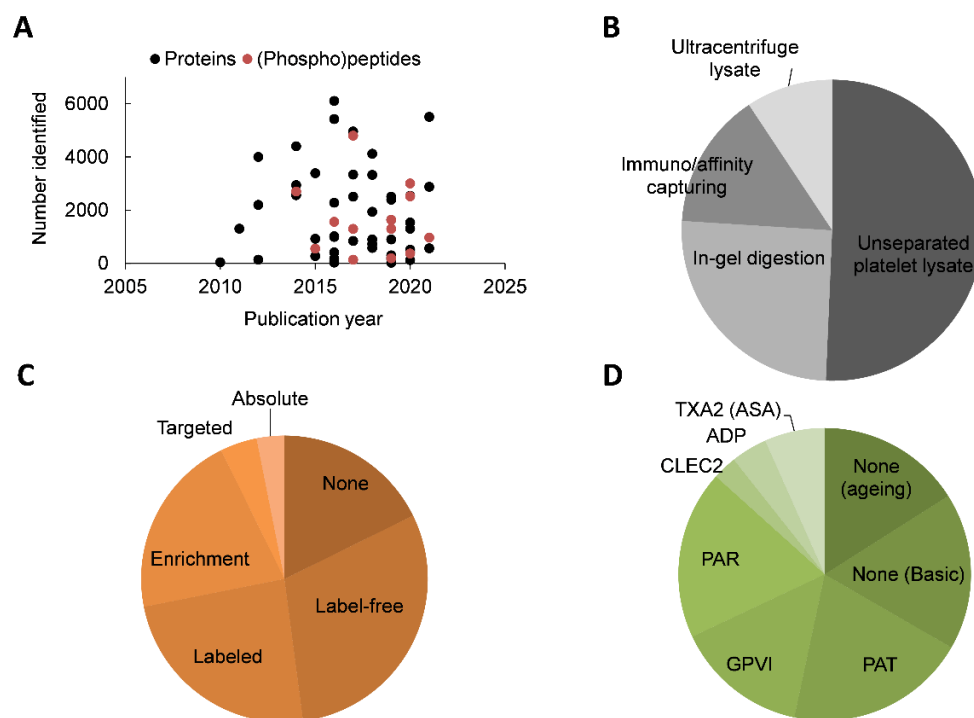 A
Proteins (Phospho)peptides
Number identified
6000
4000
2000
0
2005 2010 2015 2020 2025
Publication year
B
Ultracentrifuge
lysate
Immuno/affinity
capturing
In-gel digestion
Unseparated
platelet lysate
C
Absolute
Targeted
None
Enrichment
Label-free
Labeled
D
TXA2 (ASA)
ADP
CLEC2
None
(ageing)
PAR
None (Basic)
GPVI
PAT